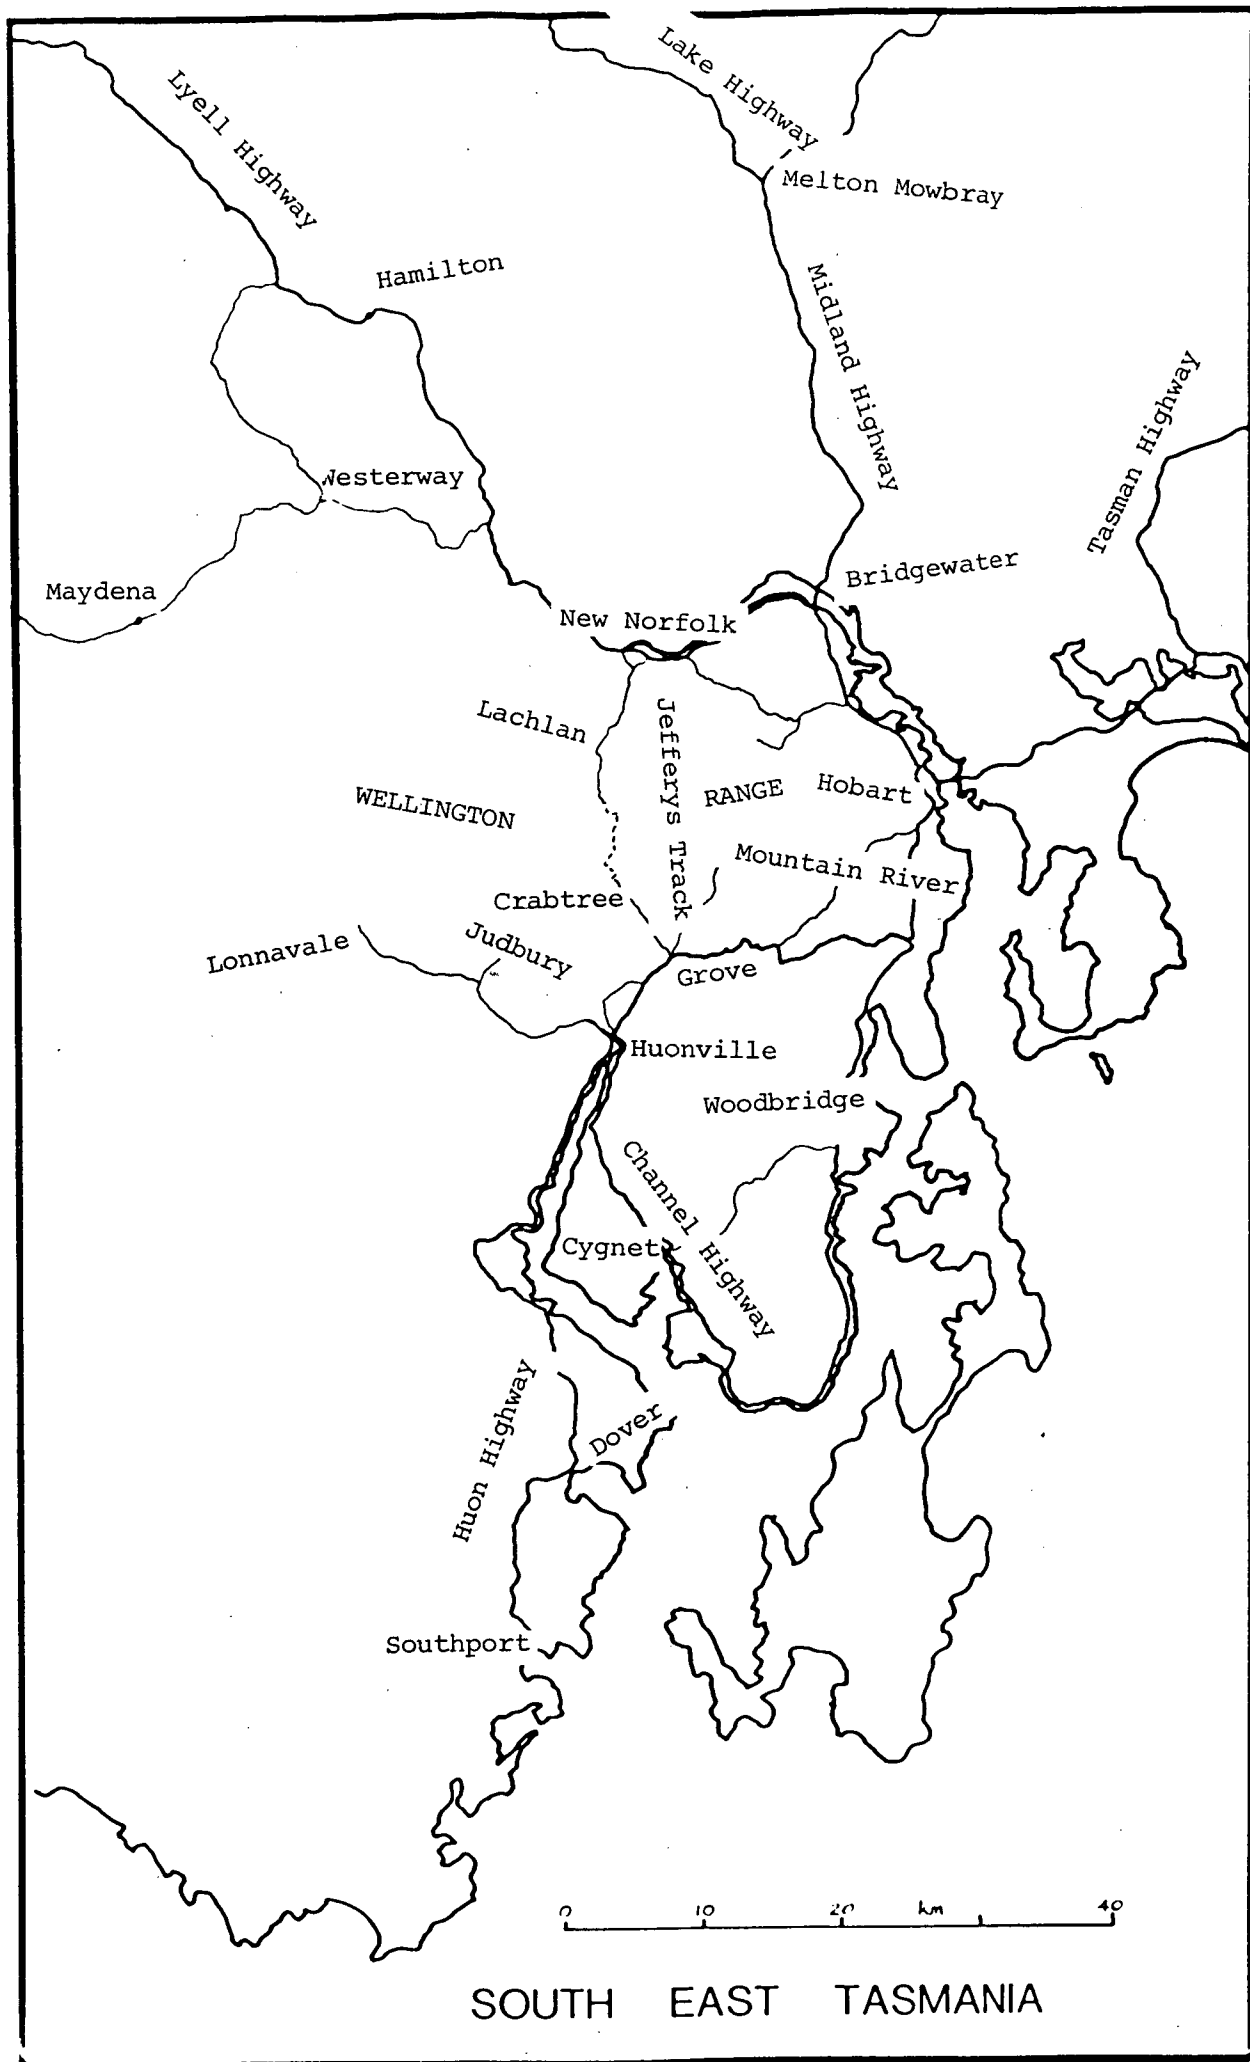 Lake Highway
Lyell Highway
Melton Mowbray
Hamilton
Midland Highway
Tasman Highway
Westerway
Bridgewater
Maydena
New Norfolk
Lachlan
Jefferys Track
WELLINGTON
RANGE
Hobart
Mountain River
Crabtree
Judbury
Lonnavale
Grove
Huonville
Woodbridge
Channel Highway
Cygnet
Huon Highway
Dover
Southport
0 10 20 km 40
SOUTH EAST TASMANIA